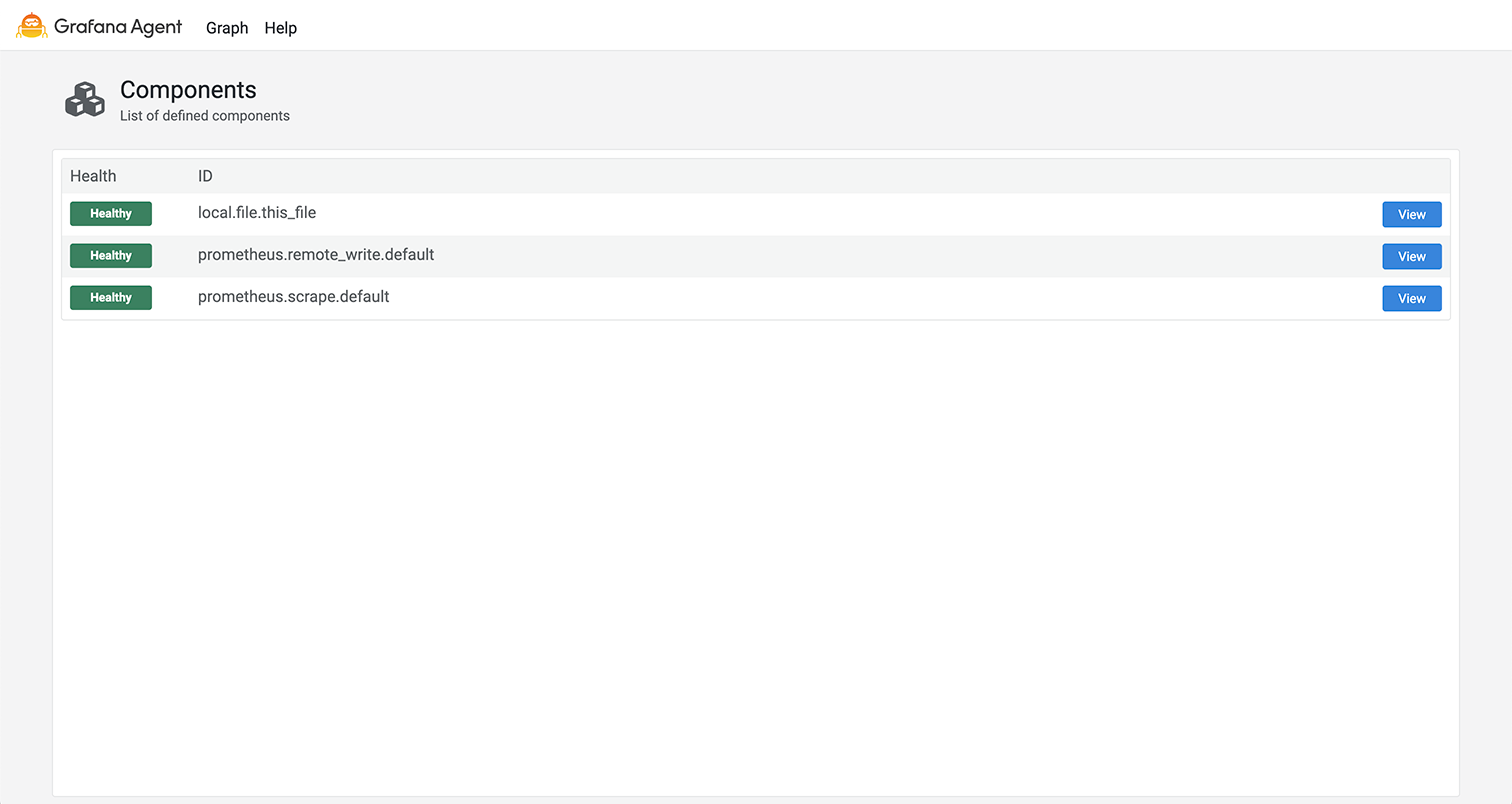 Grafana Agent Graph Help
Components
List of defined components
Health ID
Healthy local.file.this_file View
Healthy prometheus.remote_write.default View
Healthy prometheus.scrape.default View